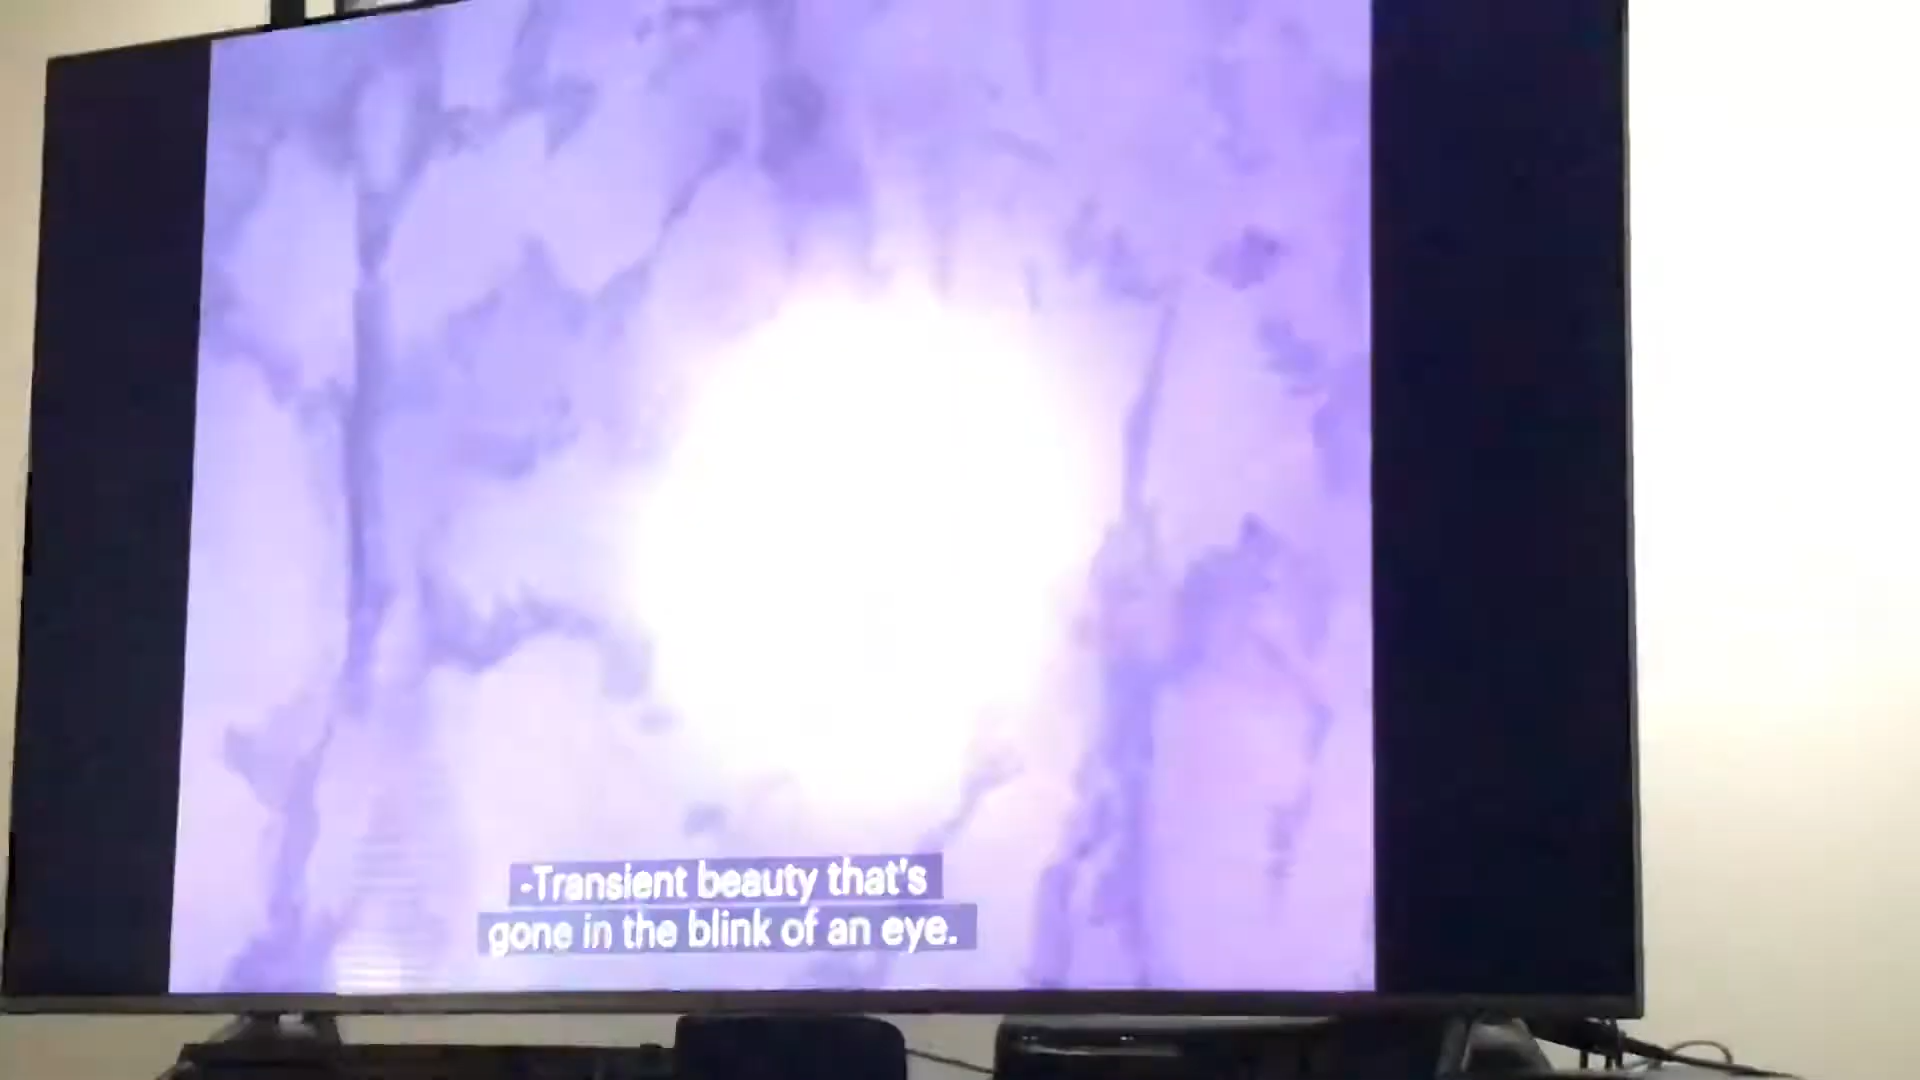 -Transient beauty that's
gone in the blink of an eye.